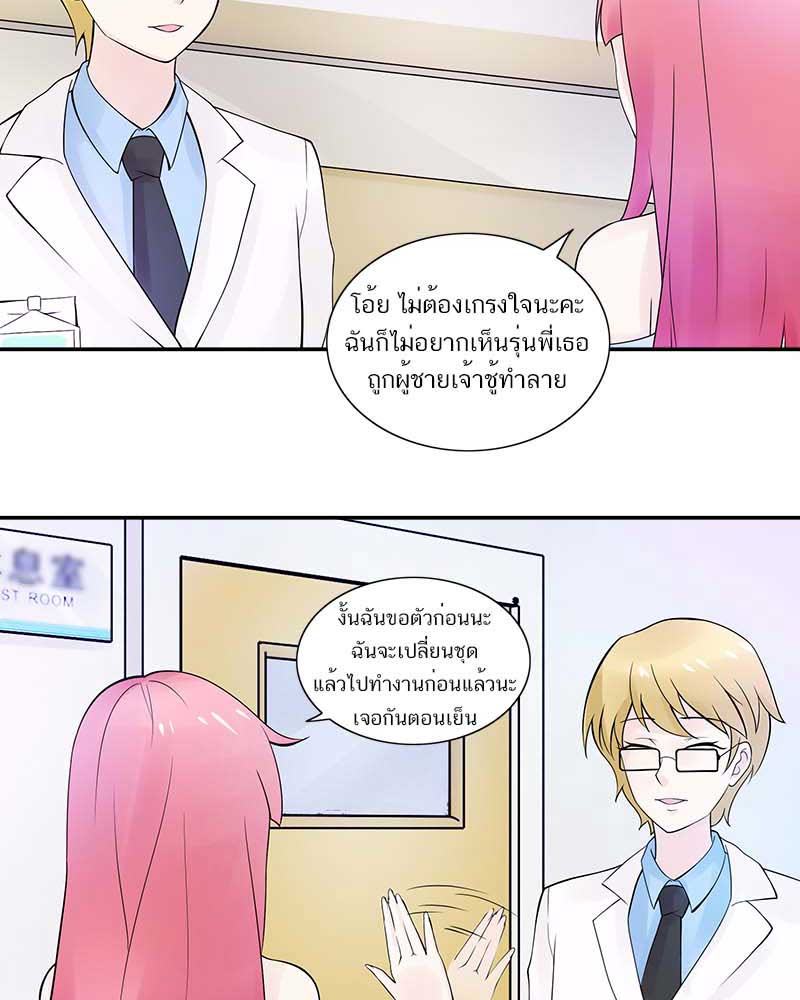 โอ้ย ไม่ต้องเกรงใจนะคะ
ฉันก็ไม่อยากเห็นรุ่นพี่เธอ
ถูกผู้ชายเจ้าชู้ทำลาย
息室
ST ROOM
งั้นฉันขอตัวก่อนนะ
ฉันจะเปลี่ยนชุด
แล้วไปทำงานก่อนแล้วนะ
เจอกันตอนเย็น